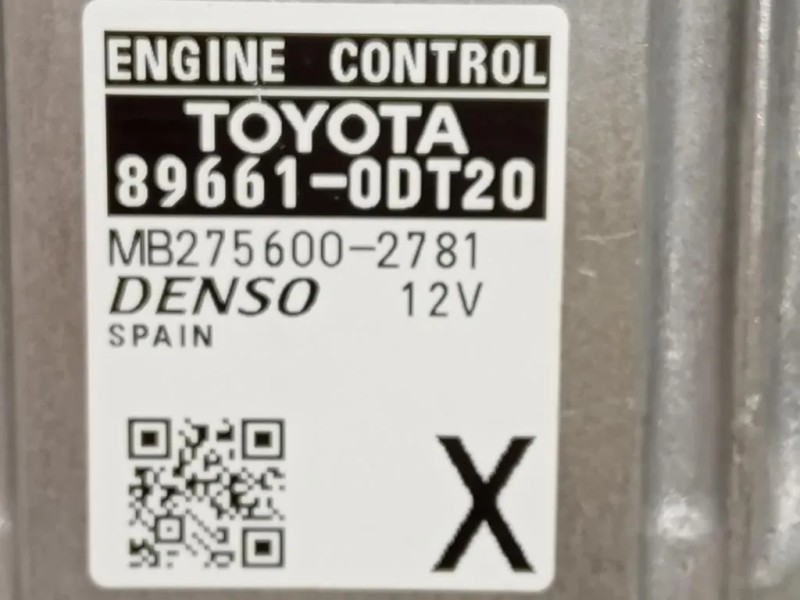 ENGINE CONTROL
TOYOTA
89661-0DT20
MB275600-2781
DENSO 12V
SPAIN
X